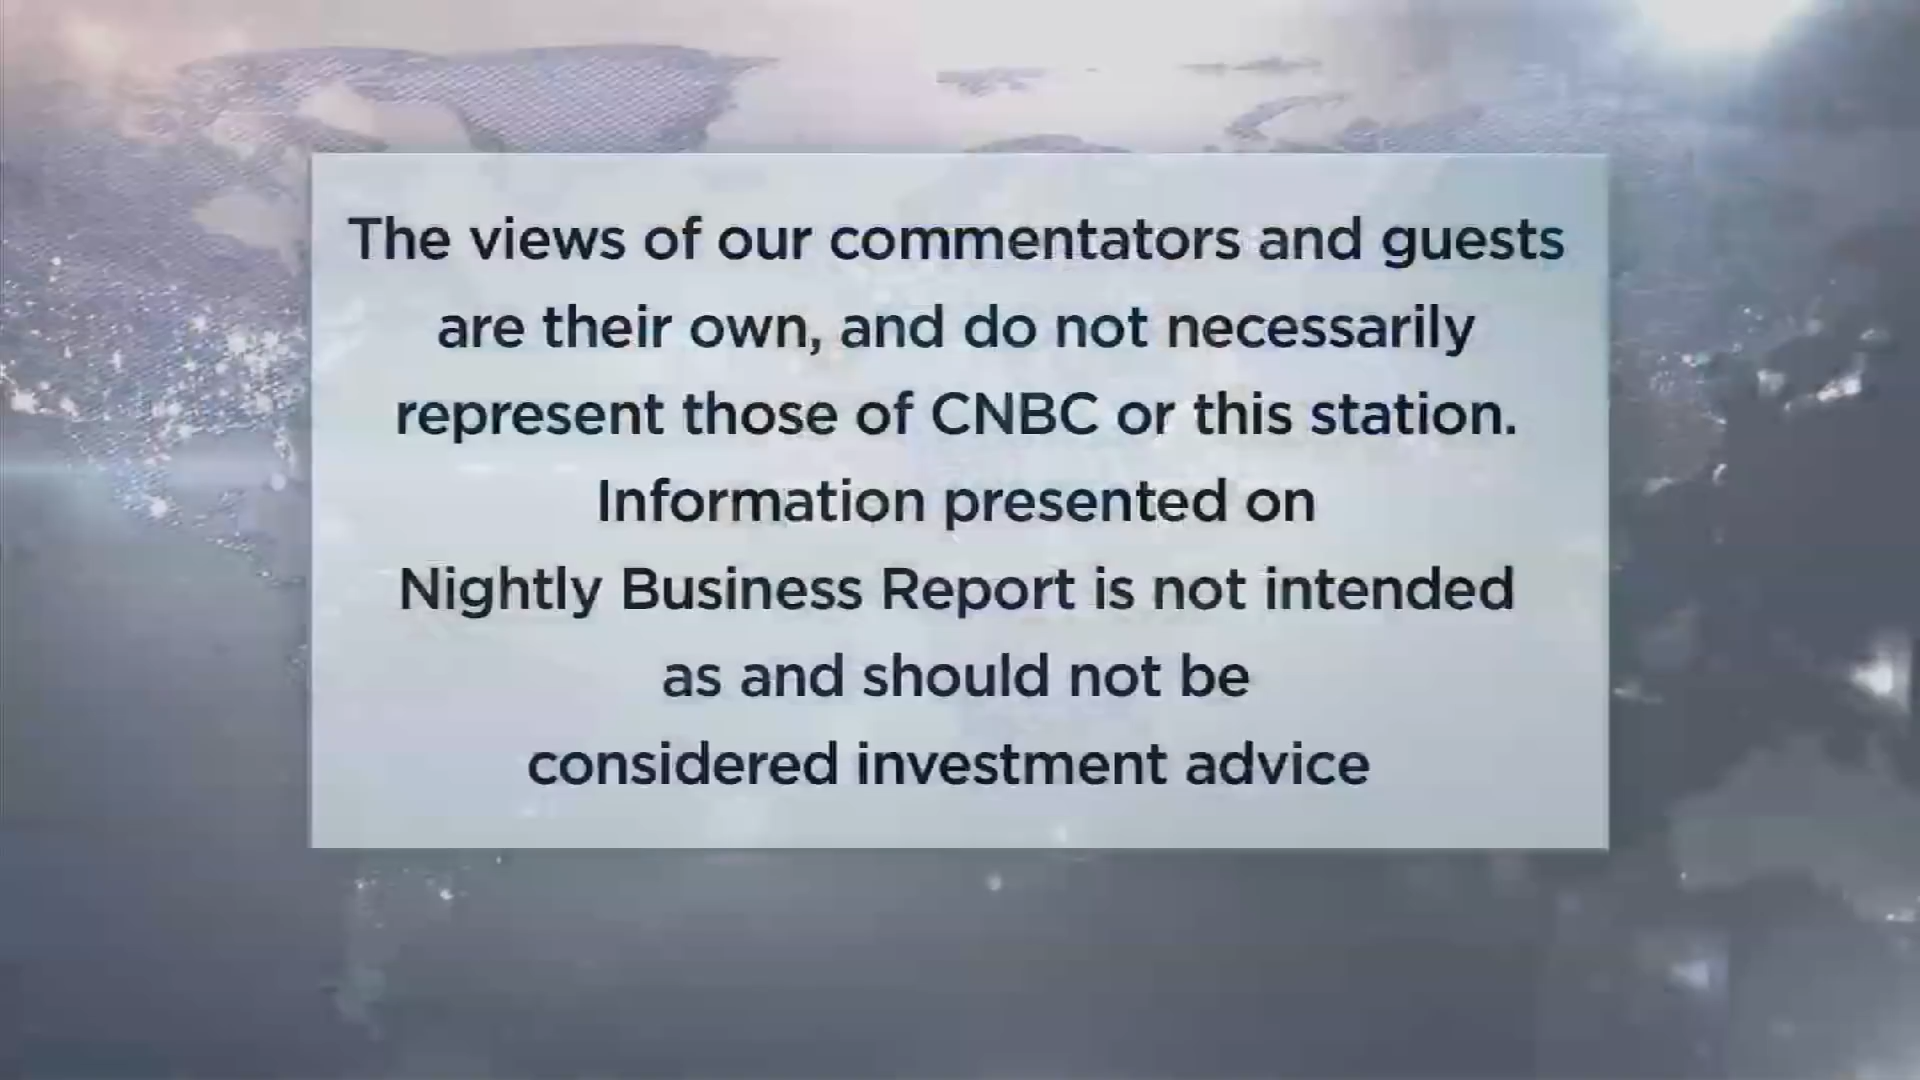 The views of our commentators and guests
are their own, and do not necessarily
represent those of CNBC or this station.
Information presented on
Nightly Business Report is not intended
as and should not be
considered investment advice